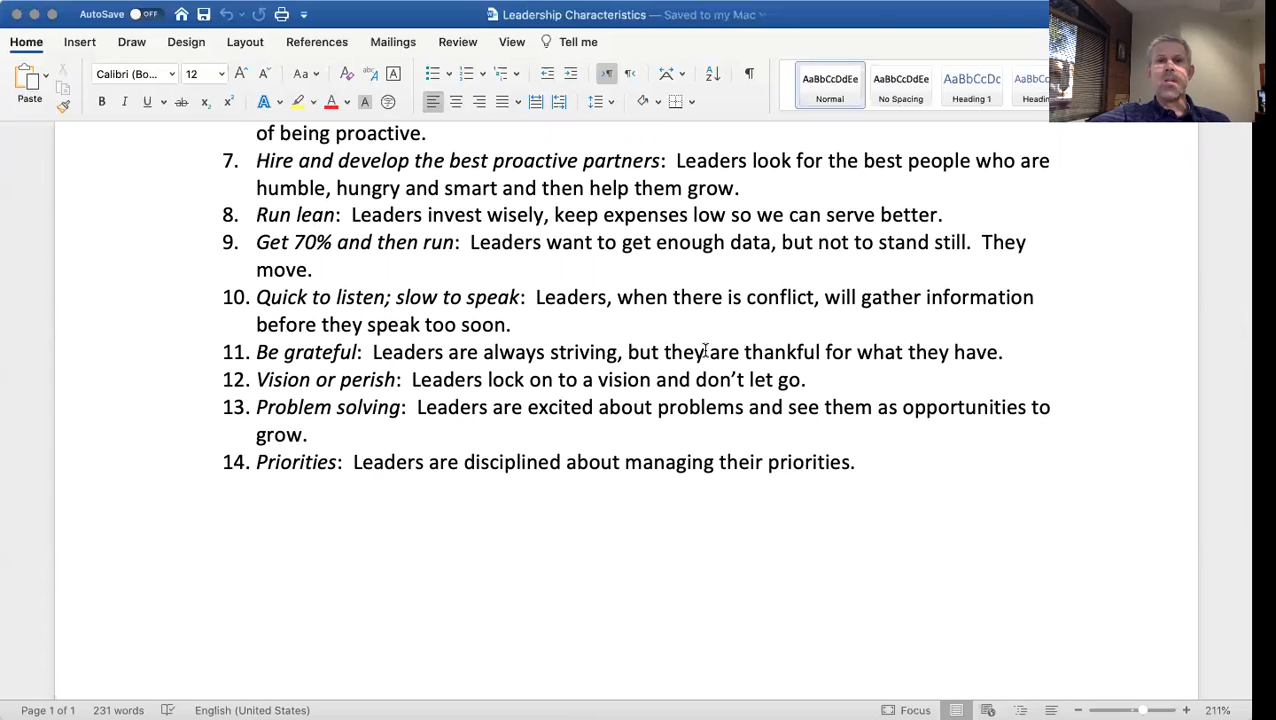 AutoSave OFF
Leadership Characteristics — Saved to my Mac
Home Insert Draw Design Layout References Mailings Review View Tell me
Paste
Calibri (Bo... 12
AaBbCcDdEe AaBbCcDdEe AaBbCcDc AaBbCcD
Normal No Spacing Heading 1
of being proactive.
7. Hire and develop the best proactive partners: Leaders look for the best people who are
humble, hungry and smart and then help them grow.
8. Run lean: Leaders invest wisely, keep expenses low so we can serve better.
9. Get 70% and then run: Leaders want to get enough data, but not to stand still. They
move.
10. Quick to listen; slow to speak: Leaders, when there is conflict, will gather information
before they speak too soon.
11. Be grateful: Leaders are always striving, but they are thankful for what they have.
12. Vision or perish: Leaders lock on to a vision and don’t let go.
13. Problem solving: Leaders are excited about problems and see them as opportunities to
grow.
14. Priorities: Leaders are disciplined about managing their priorities.
Page 1 of 1 231 words English (United States) Focus 211%